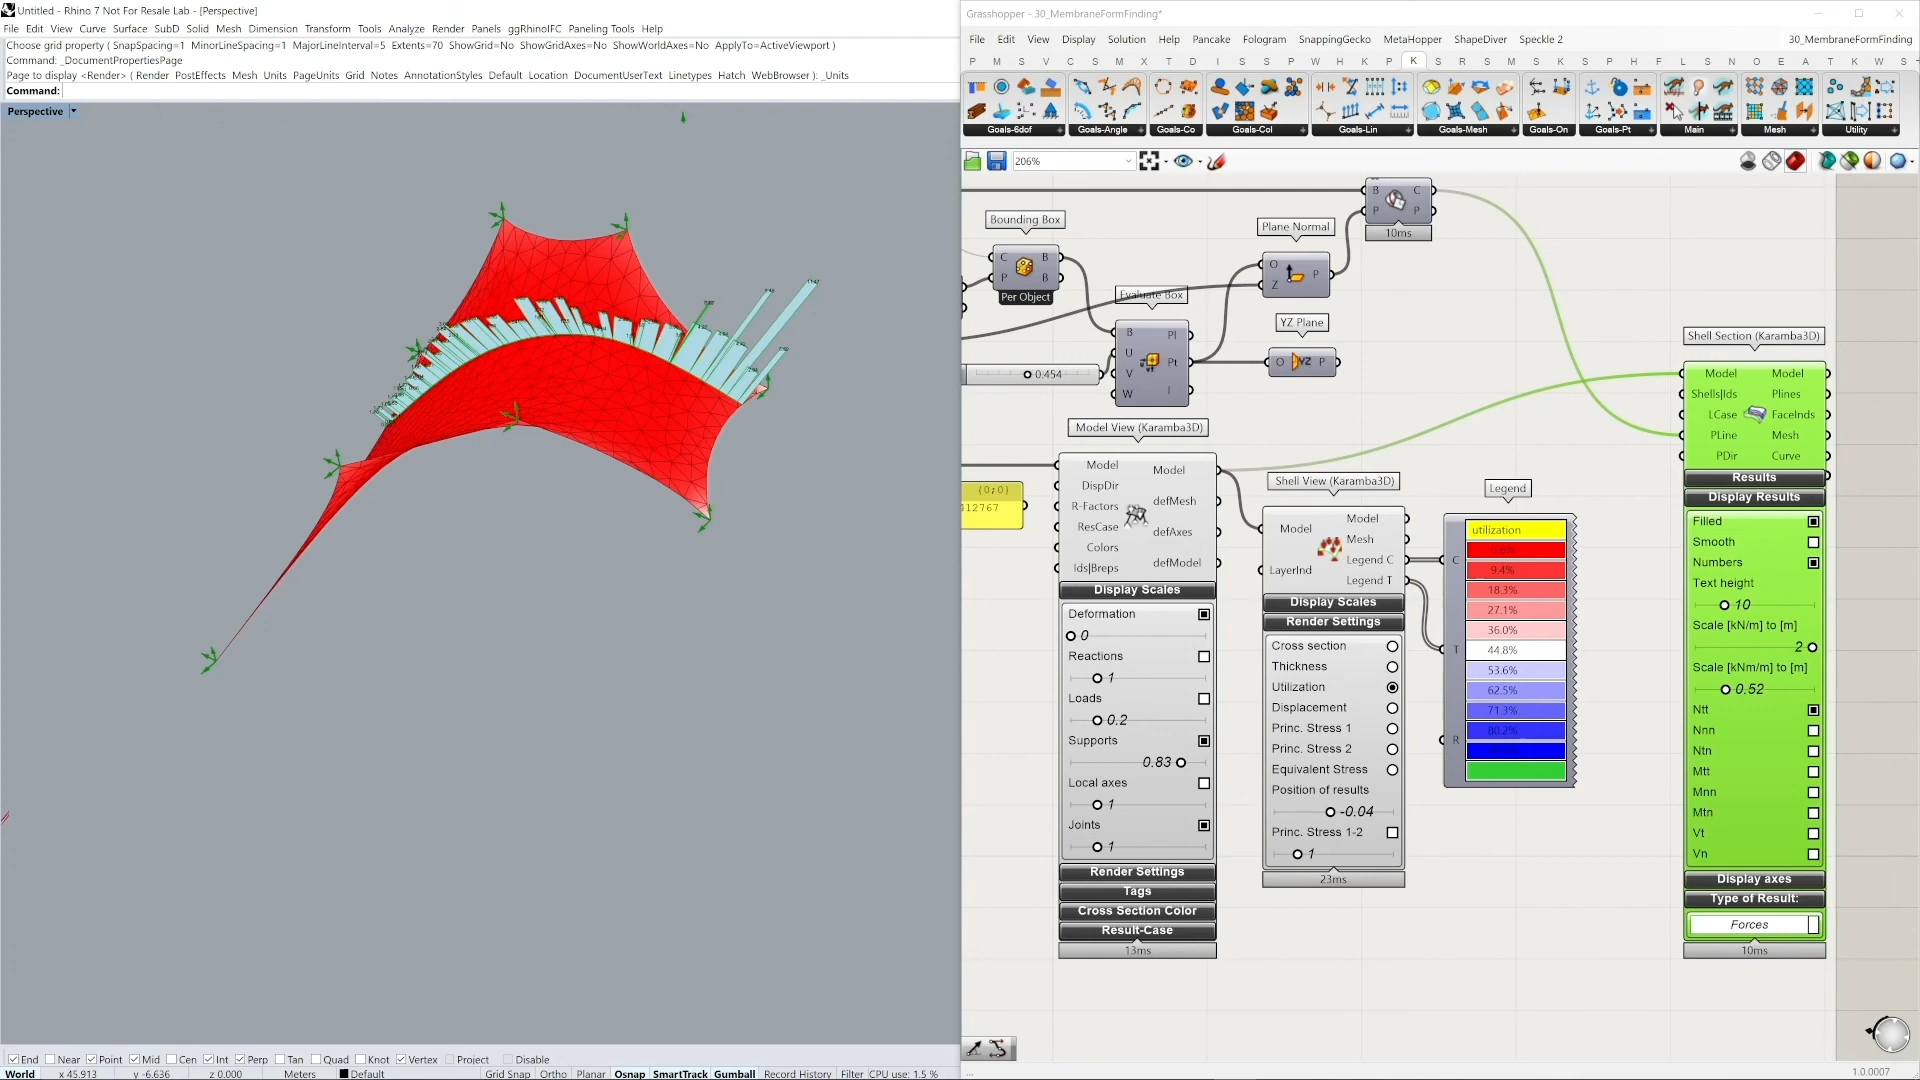 Untitled - Rhino 7 Not For Resale Lab - [Perspective]
File Edit View Curve Surface SubD Solid Mesh Dimension Transform Tools Analyze Render Panels ggRhinoIFC Paneling Tools Help
Choose grid property ( SnapSpacing=1 MinorLineSpacing=1 MajorLineInterval=5 Extents=70 ShowGrid=No ShowGridAxes=No ShowWorldAxes=No ApplyTo=ActiveViewport )
Command: _DocumentPropertiesPage
Page to display <Render> ( Render PostEffects Mesh Units PageUnits Grid Notes AnnotationStyles Default Location DocumentUserText Linetypes Hatch WebBrowser ): _Units
Command:
Perspective
End Near Point Mid Cen Int Perp Tan Quad Knot Vertex Project Disable
World x 45.913 y -6.636 z 0.000 Meters Default Grid Snap Ortho Planar Osnap SmartTrack Gumball Record History Filter CPU use: 1.5 %
Grasshopper - 30_MembraneFormFinding*
File Edit View Display Solution Help Pancake Fologram SnappingGecko MetaHopper ShapeDiver Speckle 2 30_MembraneFormFinding
P M S V C S M X T D I S P W H K P K S R S M S K S P H F L S N O E A T K W S
Goals-6dof Goals-Angle Goals-Co Goals-Col Goals-Lin Goals-Mesh Goals-On Goals-Pt Main Mesh Utility
206%
B C
P P
10ms
Bounding Box
C B
P B
Per Object
Plane Normal
O P
Z
Evaluate Box
B Pl
U Pt
V I
W
0.454
YZ Plane
O YZ P
Model View (Karamba3D)
(0;0)
412767
Model Model
DispDir defMesh
R-Factors
ResCase defAxes
Colors defModel
Ids|Breps
Display Scales
Deformation
0
Reactions
1
Loads
0.2
Supports
0.83
Local axes
1
Joints
1
Render Settings
Tags
Cross Section Color
Result-Case
13ms
Shell View (Karamba3D)
Model Model
Mesh
Legend C
LayerInd Legend T
Display Scales
Render Settings
Cross section
Thickness
Utilization
Displacement
Princ. Stress 1
Princ. Stress 2
Equivalent Stress
Position of results
-0.04
Princ. Stress 1-2
1
23ms
Legend
C
T
R
utilization
9.4%
18.3%
27.1%
36.0%
44.8%
53.6%
62.5%
71.3%
80.2%
Shell Section (Karamba3D)
Model Model
Shells|Ids Plines
LCase FaceInds
PLine Mesh
PDir Curve
Results
Display Results
Filled
Smooth
Numbers
Text height
10
Scale [kN/m] to [m]
2
Scale [kNm/m] to [m]
0.52
Ntt
Nnn
Ntn
Mtt
Mnn
Mtn
Vt
Vn
Display axes
Type of Result:
Forces
10ms
1.0.0007